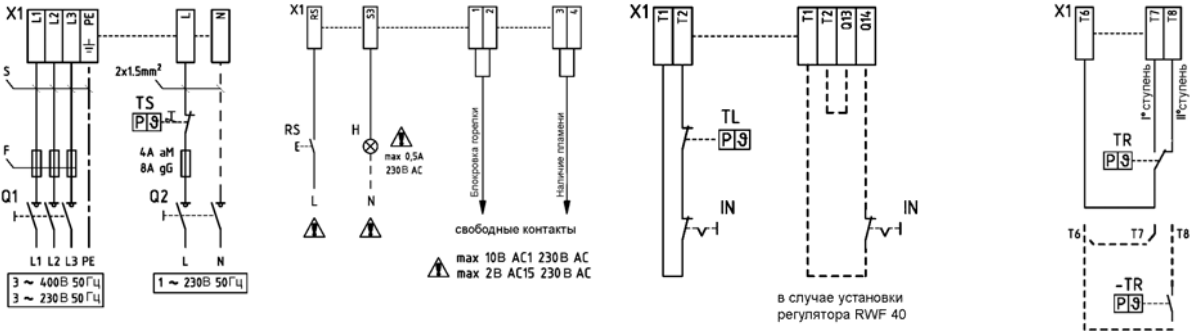 X1
L1 L2 L3 PE
L
N
S
2x1.5mm²
TS
P ϑ
F
4A aM
8A gG
Q1
Q2
L1 L2 L3 PE
L
N
3 ~ 400В 50Гц
3 ~ 230В 50Гц
1 ~ 230В 50Гц
X1
RS
S3
1 2
3 4
RS
H
max 0,5A
230В AC
Блокровка горепки
Наличие пламени
L
N
свободные контакты
max 10В AC1 230В AC
max 2В AC15 230В AC
X1
T1 T2
T1 T2 Q13 Q14
TL
P ϑ
IN
IN
в случае установки
регулятора RWF 40
X1
T6
T7 T8
I° ступень
II° ступень
TR
P ϑ
T6
T7
T8
-TR
P ϑ